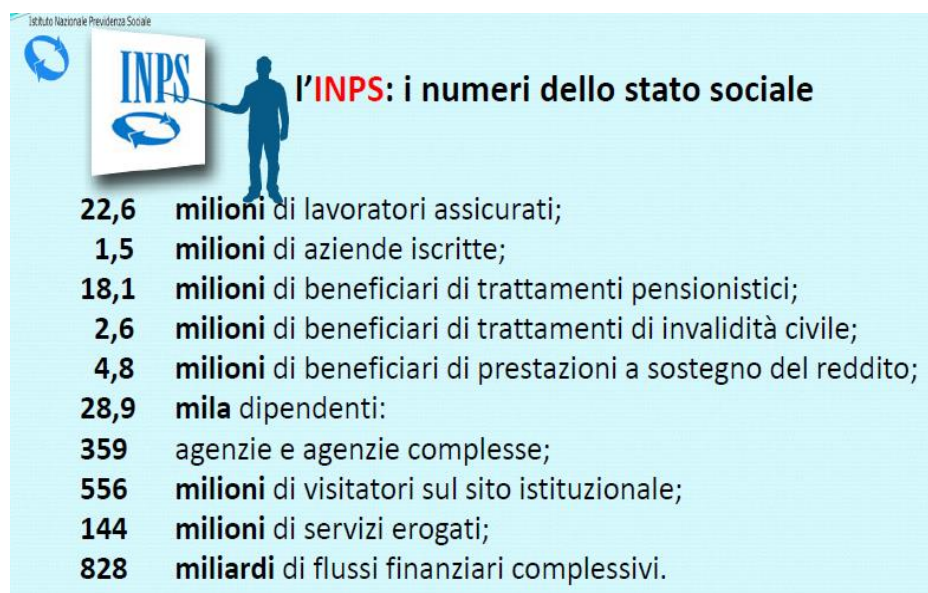 Istituto Nazionale Previdenza Sociale
INPS
l'INPS: i numeri dello stato sociale
22,6 milioni di lavoratori assicurati;
1,5 milioni di aziende iscritte;
18,1 milioni di beneficiari di trattamenti pensionistici;
2,6 milioni di beneficiari di trattamenti di invalidità civile;
4,8 milioni di beneficiari di prestazioni a sostegno del reddito;
28,9 mila dipendenti:
359 agenzie e agenzie complesse;
556 milioni di visitatori sul sito istituzionale;
144 milioni di servizi erogati;
828 miliardi di flussi finanziari complessivi.